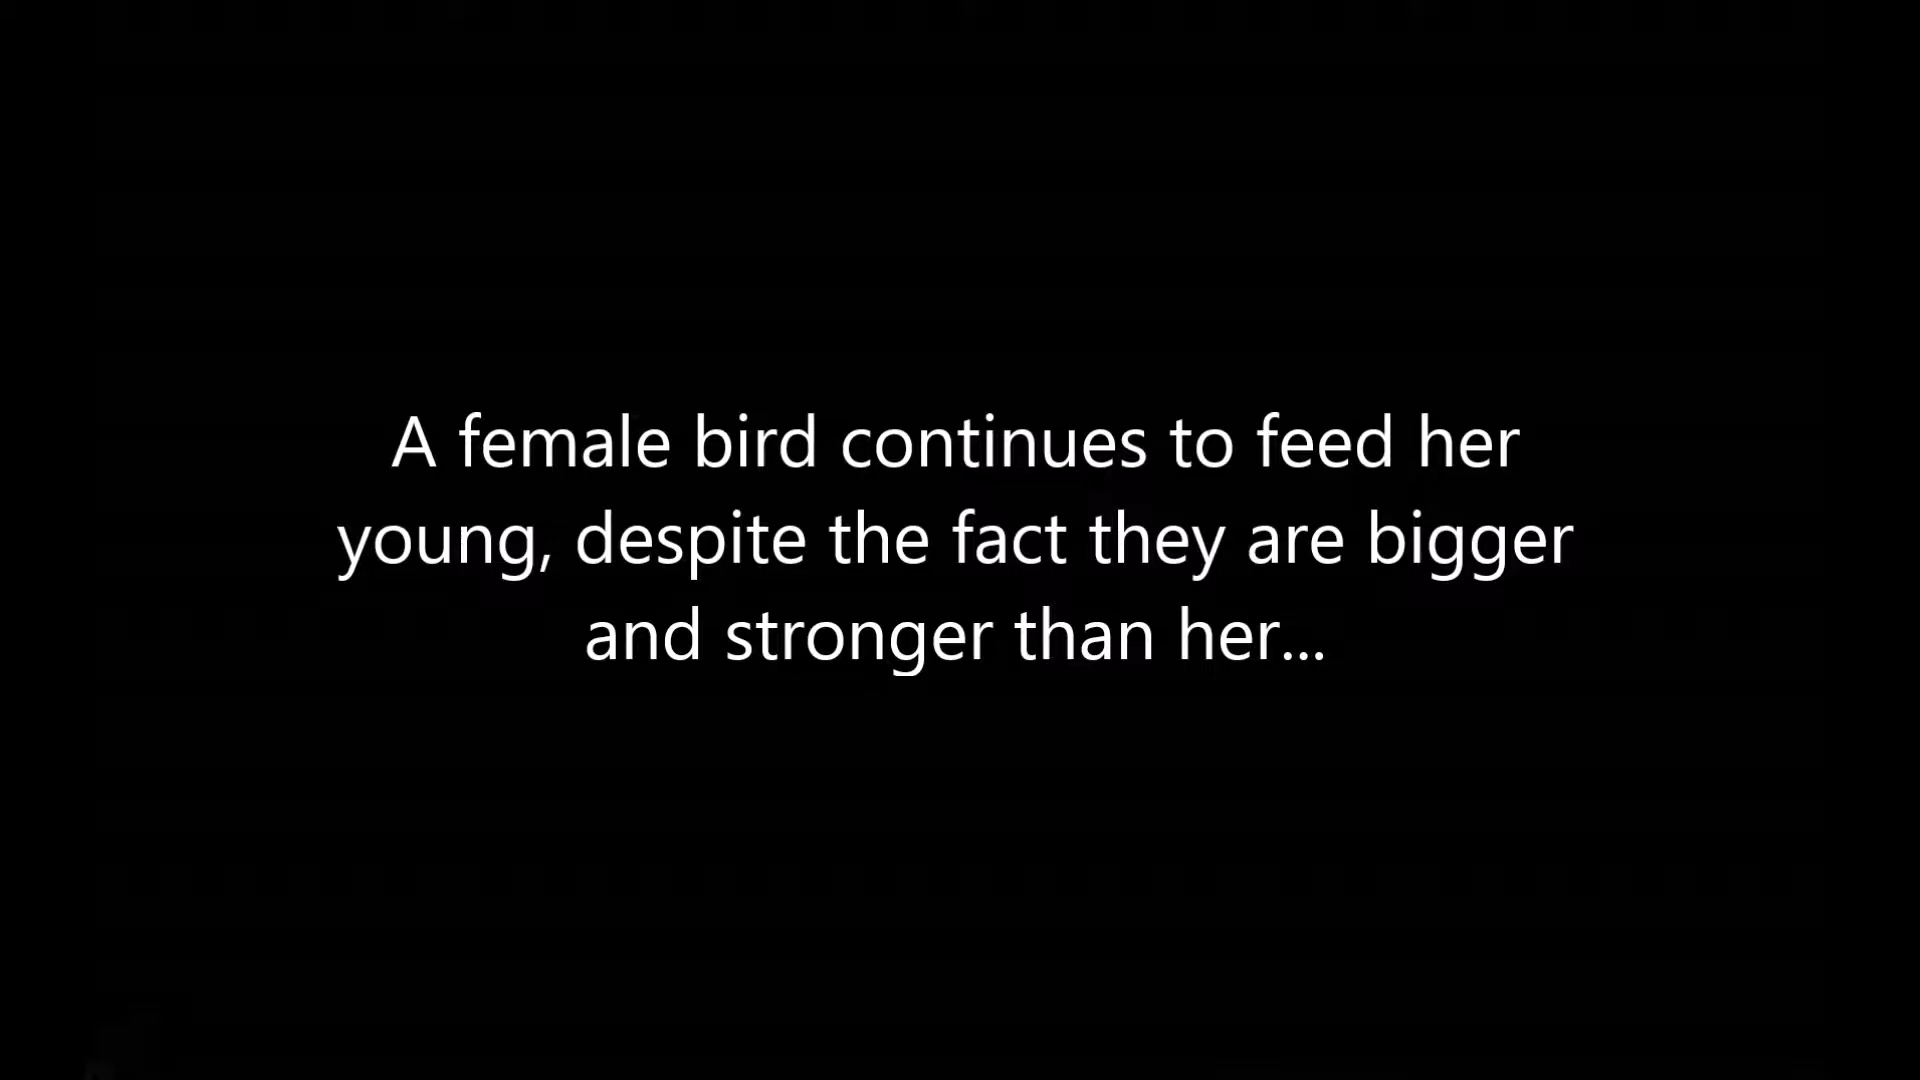 A female bird continues to feed her
young, despite the fact they are bigger
and stronger than her...